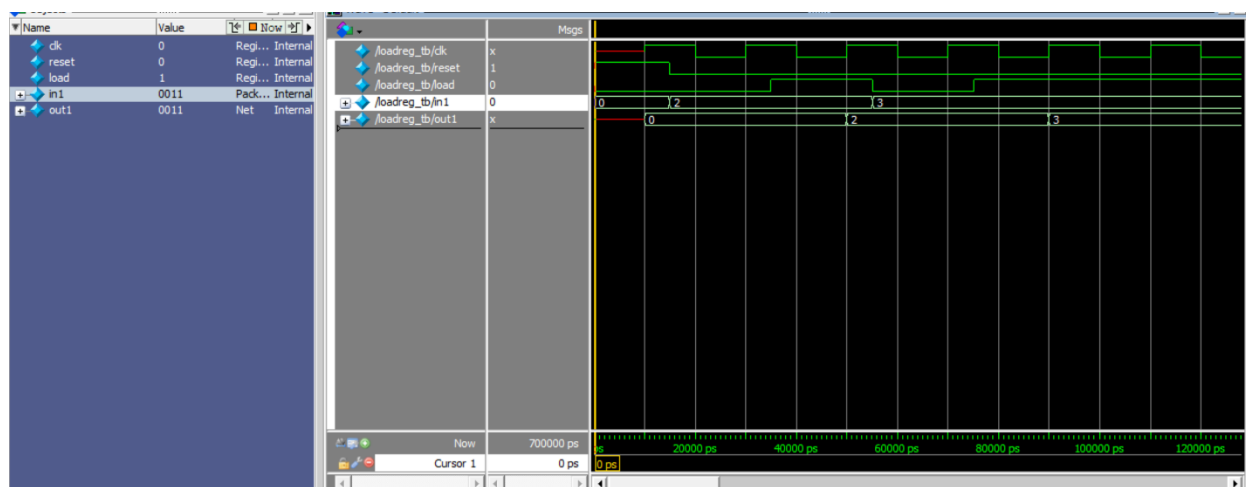 Name Value Now
clk 0 Regi... Internal
reset 0 Regi... Internal
load 1 Regi... Internal
in1 0011 Pack... Internal
out1 0011 Net Internal
Msgs
/loadreg_tb/clk x
/loadreg_tb/reset 1
/loadreg_tb/load 0
/loadreg_tb/in1 0 0 2 3
/loadreg_tb/out1 x 0 2 3
Now 700000 ps ps 20000 ps 40000 ps 60000 ps 80000 ps 100000 ps 120000 ps
Cursor 1 0 ps 0 ps